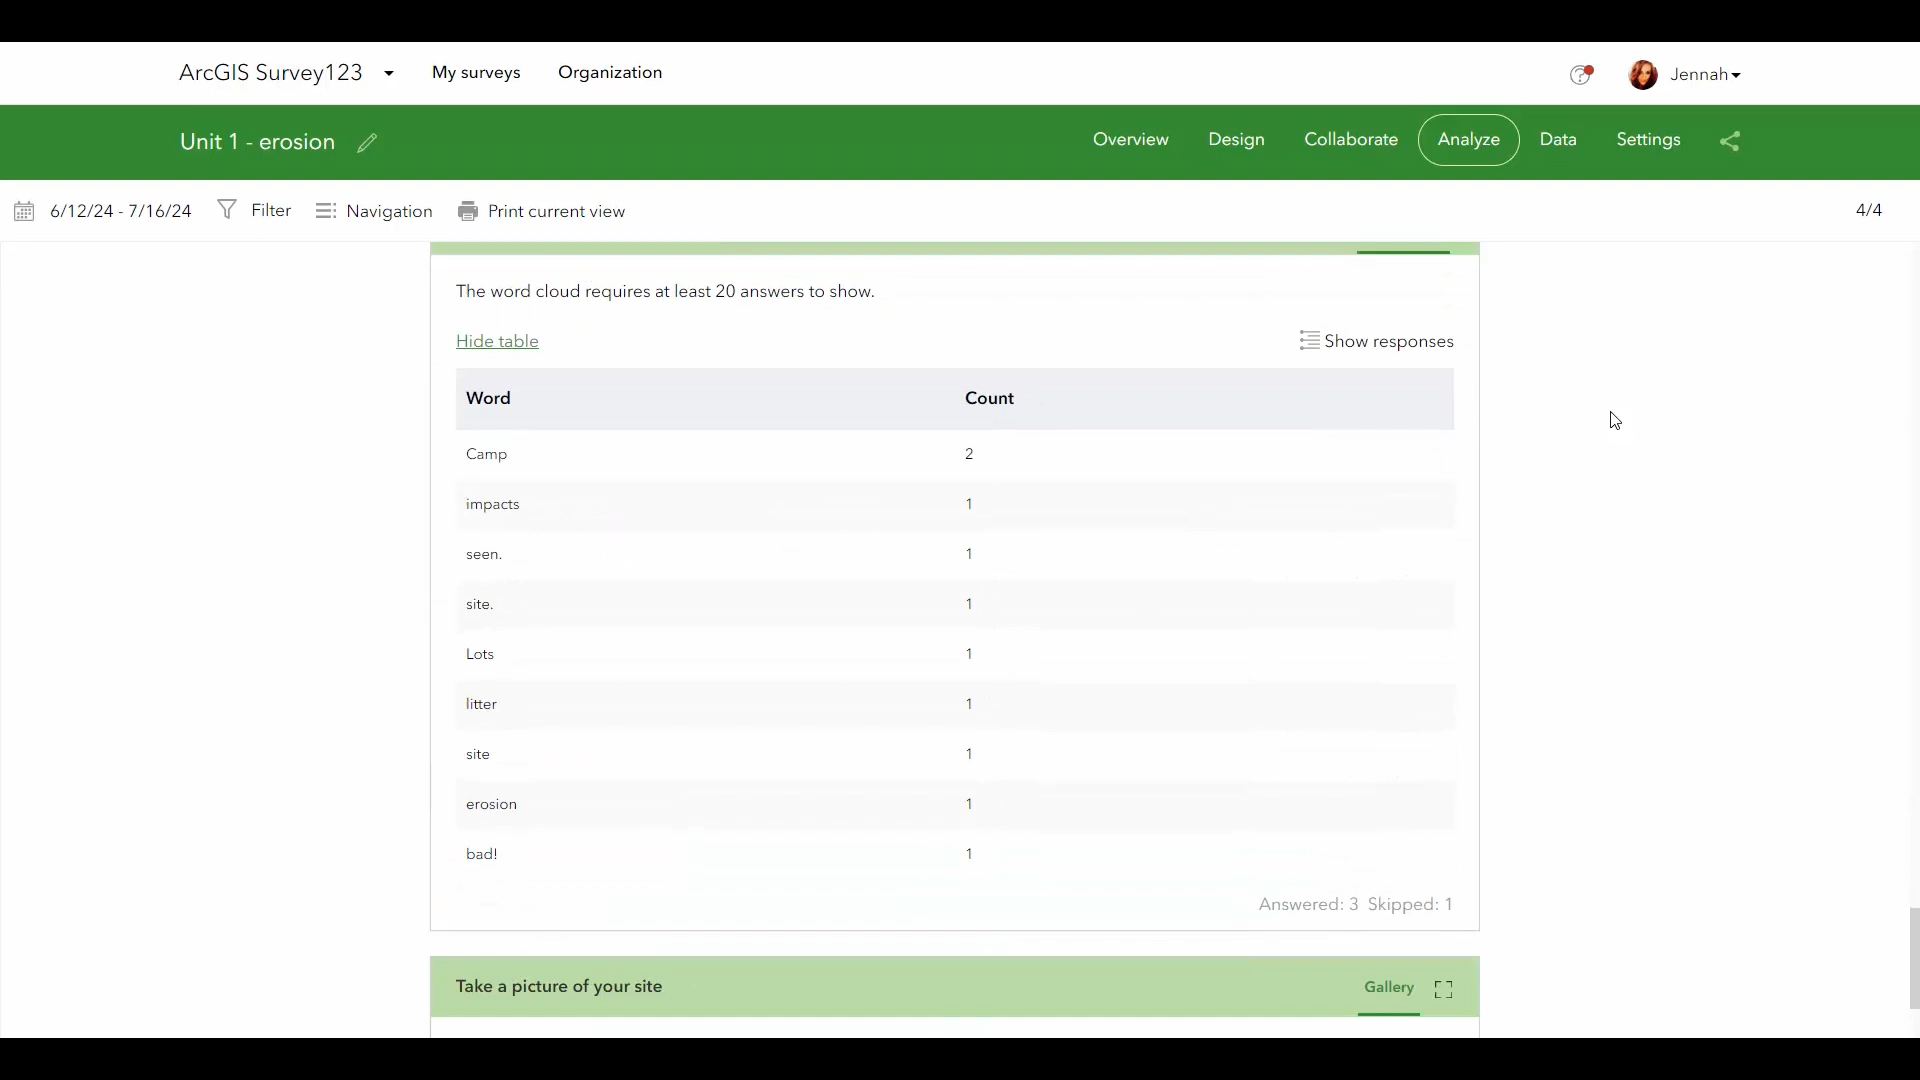 ArcGIS Survey123 My surveys Organization Jennah
Unit 1 - erosion Overview Design Collaborate Analyze Data Settings
6/12/24 - 7/16/24 Filter Navigation Print current view 4/4
The word cloud requires at least 20 answers to show.
Hide table Show responses
Word Count
Camp 2
impacts 1
seen. 1
site. 1
Lots 1
litter 1
site 1
erosion 1
bad! 1
Answered: 3 Skipped: 1
Take a picture of your site Gallery